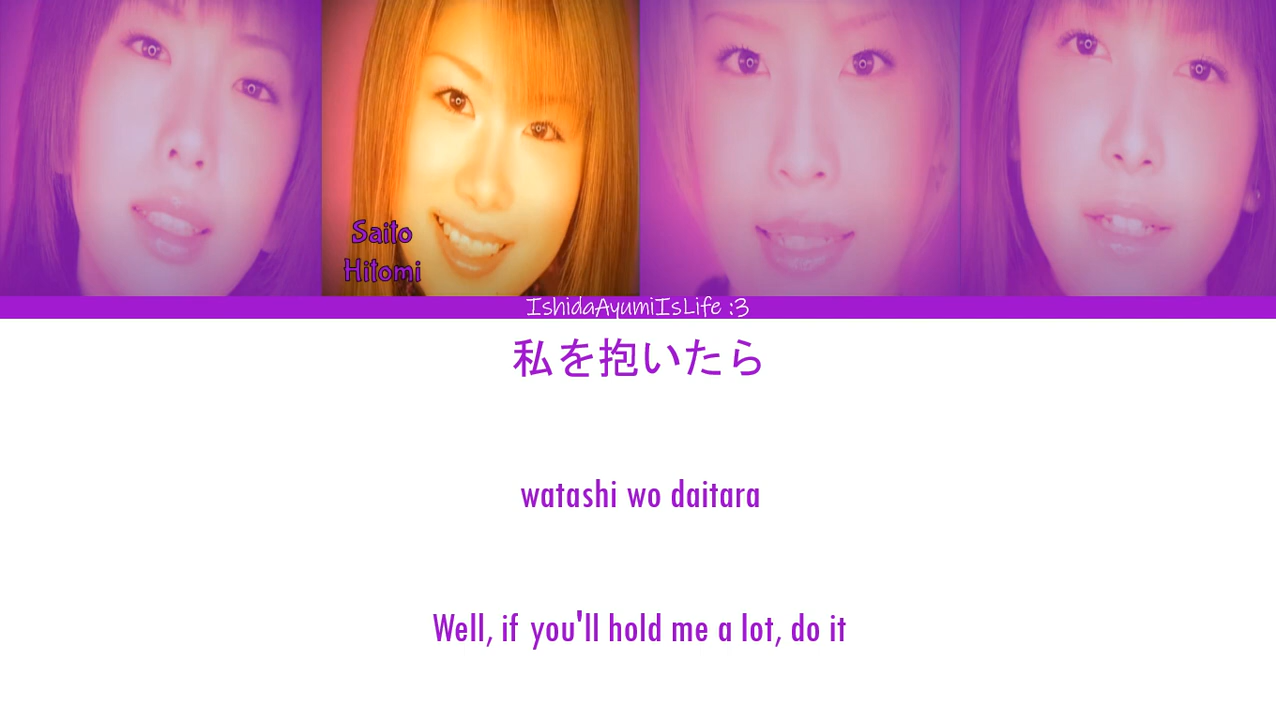 Saito
Hitomi
IshidaAyumiIsLife :3
私を抱いたら
watashi wo daitara
Well, if you'll hold me a lot, do it